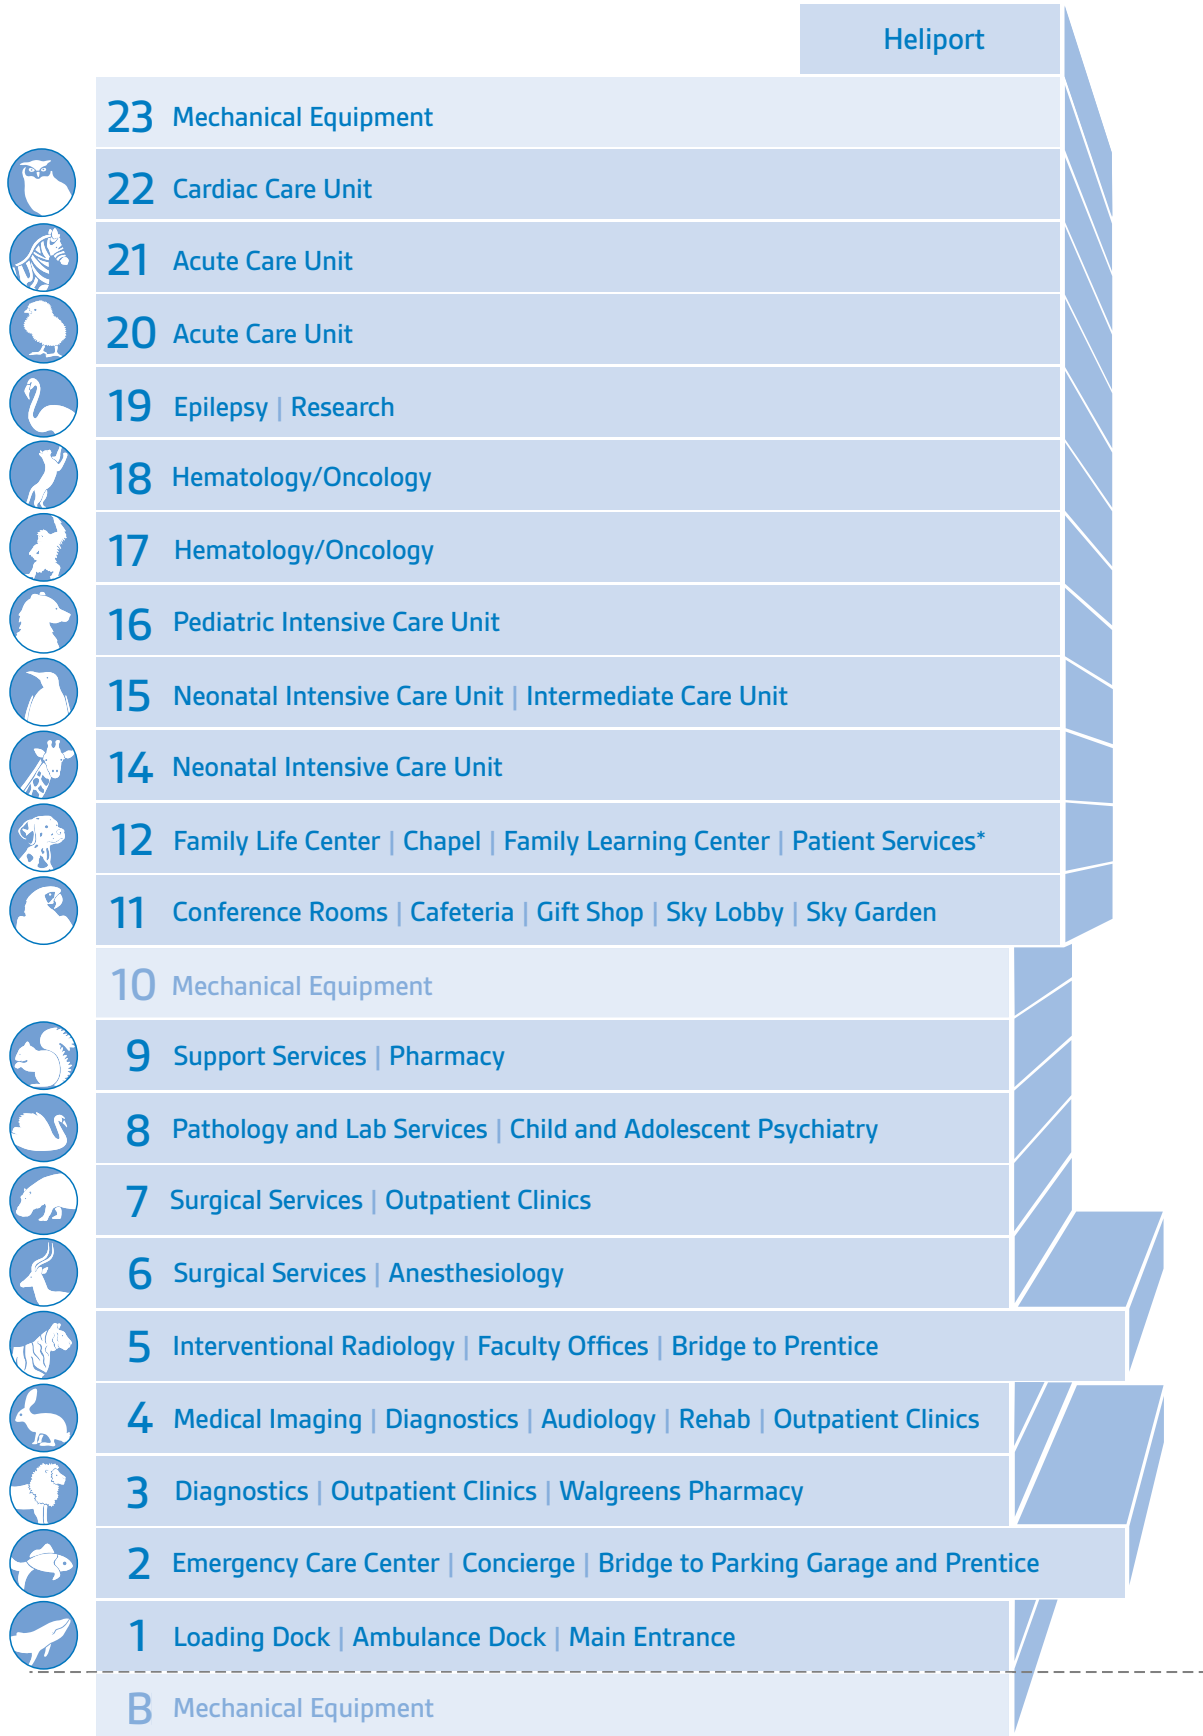 Heliport
23 Mechanical Equipment
22 Cardiac Care Unit
21 Acute Care Unit
20 Acute Care Unit
19 Epilepsy | Research
18 Hematology/Oncology
17 Hematology/Oncology
16 Pediatric Intensive Care Unit
15 Neonatal Intensive Care Unit | Intermediate Care Unit
14 Neonatal Intensive Care Unit
12 Family Life Center | Chapel | Family Learning Center | Patient Services*
11 Conference Rooms | Cafeteria | Gift Shop | Sky Lobby | Sky Garden
10 Mechanical Equipment
9 Support Services | Pharmacy
8 Pathology and Lab Services | Child and Adolescent Psychiatry
7 Surgical Services | Outpatient Clinics
6 Surgical Services | Anesthesiology
5 Interventional Radiology | Faculty Offices | Bridge to Prentice
4 Medical Imaging | Diagnostics | Audiology | Rehab | Outpatient Clinics
3 Diagnostics | Outpatient Clinics | Walgreens Pharmacy
2 Emergency Care Center | Concierge | Bridge to Parking Garage and Prentice
1 Loading Dock | Ambulance Dock | Main Entrance
B Mechanical Equipment